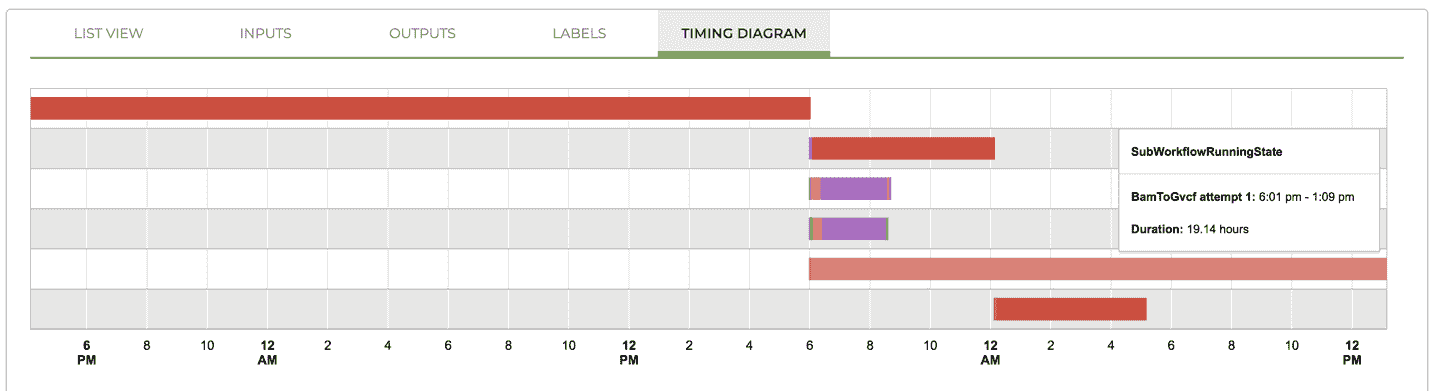 LIST VIEW INPUTS OUTPUTS LABELS TIMING DIAGRAM
SubWorkflowRunningState
BamToGvcf attempt 1: 6:01 pm - 1:09 pm
Duration: 19.14 hours
6 8 10 12 2 4 6 8 10 12 2 4 6 8 10 12 2 4 6 8 10 12
PM AM PM AM PM